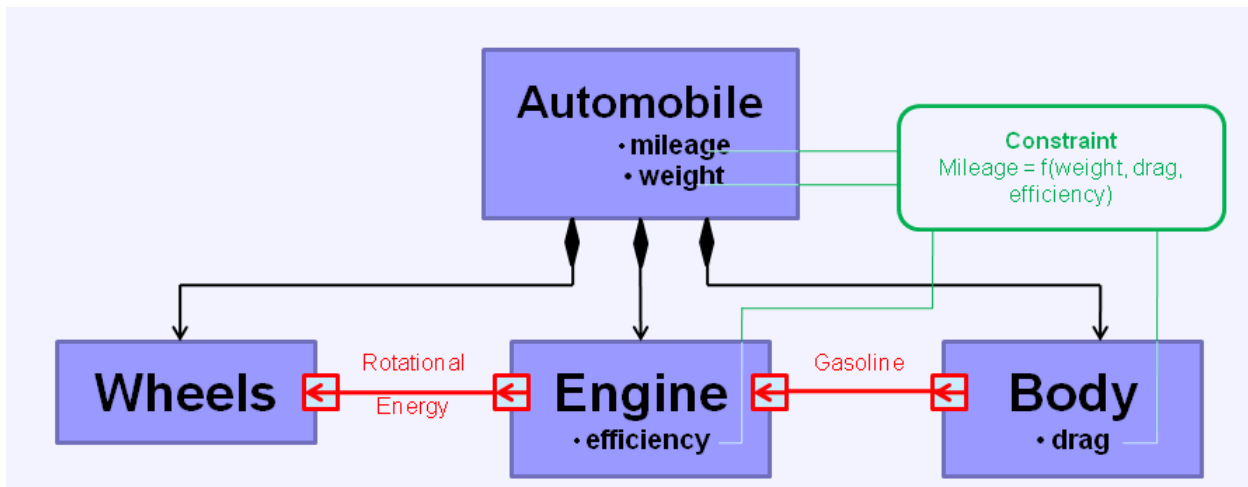 Automobile
• mileage
• weight
Constraint
Mileage = f(weight, drag,
efficiency)
Wheels
Rotational
Energy
Engine
• efficiency
Gasoline
Body
• drag